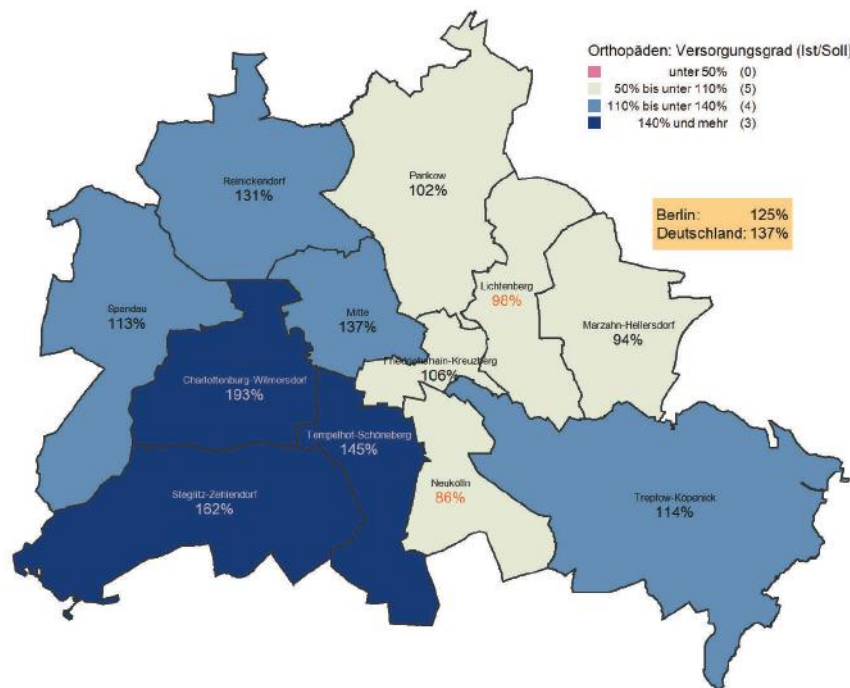 Orthopäden: Versorgungsgrad (Ist/Soll)
unter 50% (0)
50% bis unter 110% (5)
110% bis unter 140% (4)
140% und mehr (3)
Berlin: 125%
Deutschland: 137%
Reinickendorf
131%
Pankow
102%
Lichtenberg
98%
Spandau
113%
Mitte
137%
Marzahn-Hellersdorf
94%
Friedrichshain-Kreuzberg
106%
Charlottenburg-Wilmersdorf
193%
Tempelhof-Schöneberg
145%
Neukölln
86%
Steglitz-Zehlendorf
162%
Treptow-Köpenick
114%